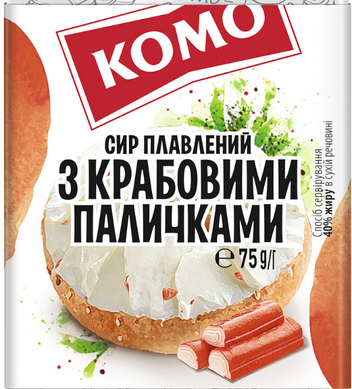 КОМО
СИР ПЛАВЛЕНИЙ
З КРАБОВИМИ
ПАЛИЧКАМИ
℮ 75 g/г
Спосіб сервірування
40% жиру в сухій речовині